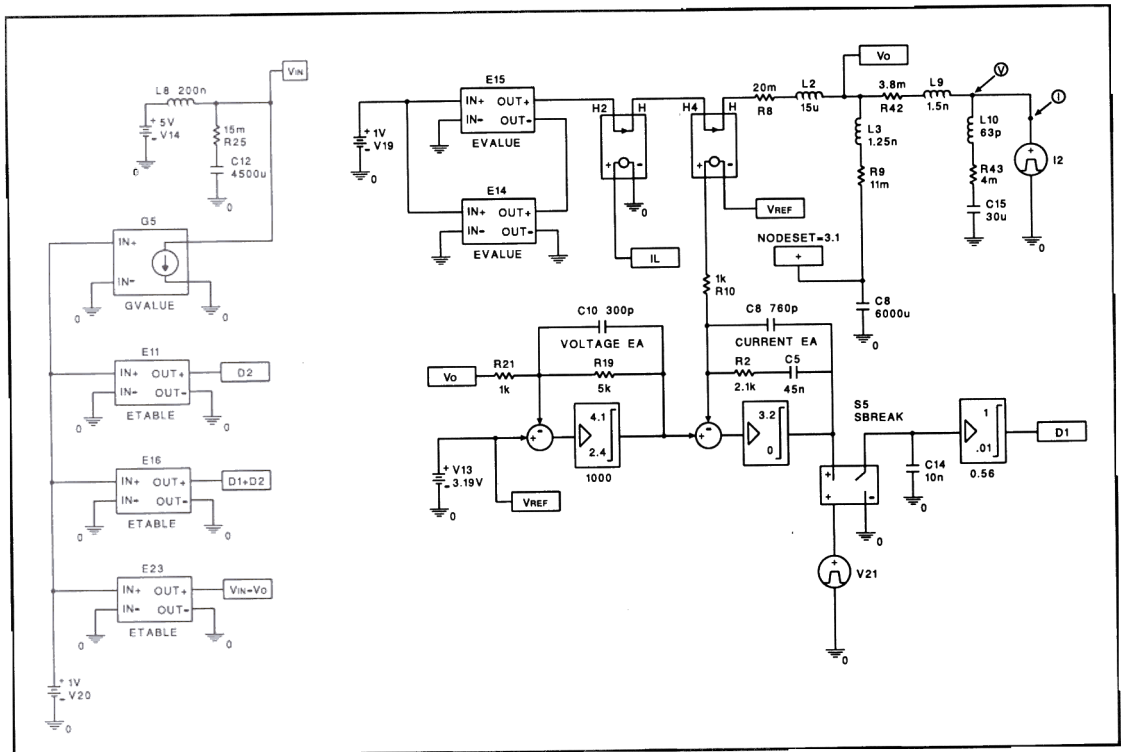 VIN
L8 200n
+ 5V
- V14
0
15m
R25
C12
4500u
0
G5
IN+
IN-
0
0
GVALUE
E11
IN+ OUT+
IN- OUT-
D2
0
0
ETABLE
E16
IN+ OUT+
IN- OUT-
D1+D2
0
0
ETABLE
E23
IN+ OUT+
IN- OUT-
VIN-VO
0
0
ETABLE
+ 1V
- V20
0
E15
IN+ OUT+
IN- OUT-
EVALUE
+ 1V
- V19
0
0
E14
IN+ OUT+
IN- OUT-
EVALUE
0
0
H2
H
+
-
0
IL
H4
H
+
-
VREF
20m
R8
L2
15u
Vo
3.8m
R42
L9
1.5n
V
I
L3
1.25n
R9
11m
L10
63p
R43
4m
C15
30u
+
I2
0
NODESET=3.1
+
C8
6000u
0
1k
R10
C10 300p
VOLTAGE EA
R21
1k
R19
5k
Vo
+
-
4.1
2.4
1000
+ V13
- 3.19V
0
VREF
C8 760p
CURRENT EA
R2
2.1k
C5
45n
+
-
3.2
0
S5
SBREAK
+
+
-
0
C14
10n
0
1
.01
0.56
D1
+
V21
0